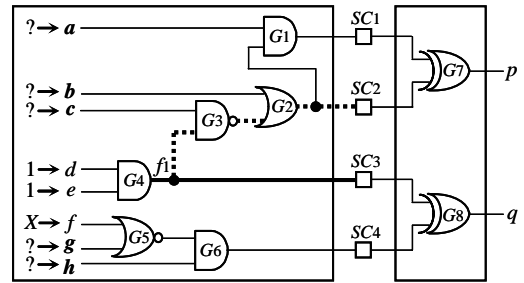 ?→a G1 SC1
G7 p
?→b G2 SC2
?→c G3
1→d G4 f1 SC3
1→e
X→f G5 G8 q
?→g G6 SC4
?→h